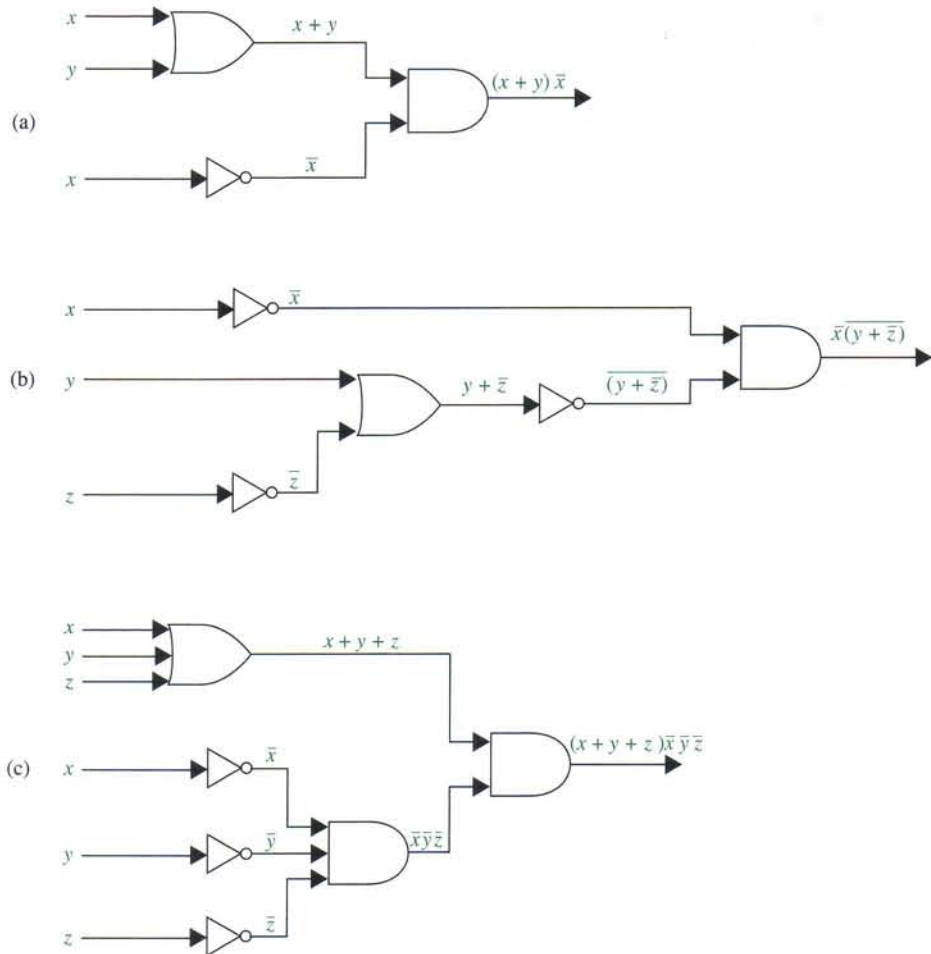 x
x + y
y
(x + y) x̄
(a)
x
x̄
x
x̄
x̄(y + z̄)̅
(b)
y
y + z̄
(y + z̄)̅
z
z̄
x
y
z
x + y + z
(x + y + z)x̄ ȳ z̄
(c)
x
x̄
y
ȳ
x̄ȳz̄
z
z̄